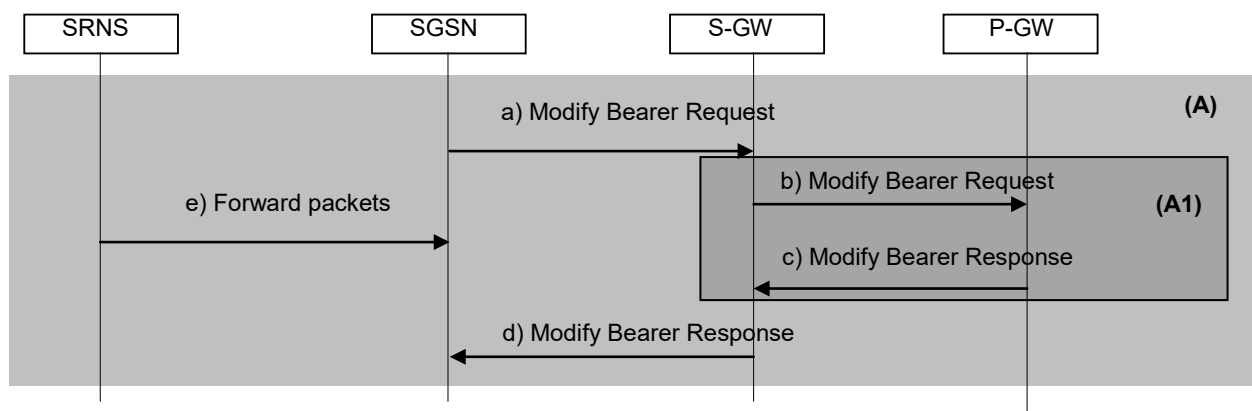 SRNS
SGSN
S-GW
P-GW
(A)
a) Modify Bearer Request
b) Modify Bearer Request
(A1)
e) Forward packets
c) Modify Bearer Response
d) Modify Bearer Response